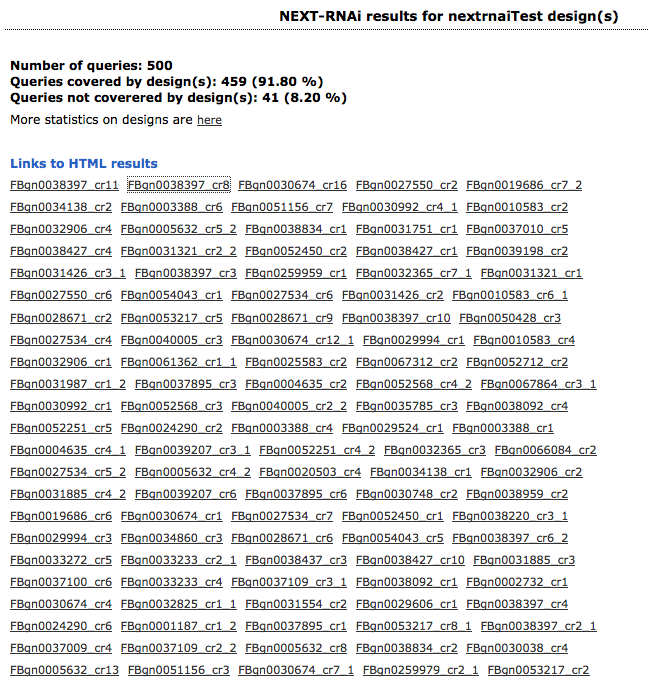 NEXT-RNAi results for nextrnaiTest design(s)
Number of queries: 500
Queries covered by design(s): 459 (91.80 %)
Queries not coverered by design(s): 41 (8.20 %)
More statistics on designs are here
Links to HTML results
FBgn0038397_cr11 FBgn0038397_cr8 FBgn0030674_cr16 FBgn0027550_cr2 FBgn0019686_cr7_2
FBgn0034138_cr2 FBgn0003388_cr6 FBgn0051156_cr7 FBgn0030992_cr4_1 FBgn0010583_cr2
FBgn0032906_cr4 FBgn0005632_cr5_2 FBgn0038834_cr1 FBgn0031751_cr1 FBgn0037010_cr5
FBgn0038427_cr4 FBgn0031321_cr2_2 FBgn0052450_cr2 FBgn0038427_cr1 FBgn0039198_cr2
FBgn0031426_cr3_1 FBgn0038397_cr3 FBgn0259959_cr1 FBgn0032365_cr7_1 FBgn0031321_cr1
FBgn0027550_cr6 FBgn0054043_cr1 FBgn0027534_cr6 FBgn0031426_cr2 FBgn0010583_cr6_1
FBgn0028671_cr2 FBgn0053217_cr5 FBgn0028671_cr9 FBgn0038397_cr10 FBgn0050428_cr3
FBgn0027534_cr4 FBgn0040005_cr3 FBgn0030674_cr12_1 FBgn0029994_cr1 FBgn0010583_cr4
FBgn0032906_cr1 FBgn0061362_cr1_1 FBgn0025583_cr2 FBgn0067312_cr2 FBgn0052712_cr2
FBgn0031987_cr1_2 FBgn0037895_cr3 FBgn0004635_cr2 FBgn0052568_cr4_2 FBgn0067864_cr3_1
FBgn0030992_cr1 FBgn0052568_cr3 FBgn0040005_cr2_2 FBgn0035785_cr3 FBgn0038092_cr4
FBgn0052251_cr5 FBgn0024290_cr2 FBgn0003388_cr4 FBgn0029524_cr1 FBgn0003388_cr1
FBgn0004635_cr4_1 FBgn0039207_cr3_1 FBgn0052251_cr4_2 FBgn0032365_cr3 FBgn0066084_cr2
FBgn0027534_cr5_2 FBgn0005632_cr4_2 FBgn0020503_cr4 FBgn0034138_cr1 FBgn0032906_cr2
FBgn0031885_cr4_2 FBgn0039207_cr6 FBgn0037895_cr6 FBgn0030748_cr2 FBgn0038959_cr2
FBgn0019686_cr6 FBgn0030674_cr1 FBgn0027534_cr7 FBgn0052450_cr1 FBgn0038220_cr3_1
FBgn0029994_cr3 FBgn0034860_cr3 FBgn0028671_cr6 FBgn0054043_cr5 FBgn0038397_cr6_2
FBgn0033272_cr5 FBgn0033233_cr2_1 FBgn0038437_cr3 FBgn0038427_cr10 FBgn0031885_cr3
FBgn0037100_cr6 FBgn0033233_cr4 FBgn0037109_cr3_1 FBgn0038092_cr1 FBgn0002732_cr1
FBgn0030674_cr4 FBgn0032825_cr1_1 FBgn0031554_cr2 FBgn0029606_cr1 FBgn0038397_cr4
FBgn0024290_cr6 FBgn0001187_cr1_2 FBgn0037895_cr1 FBgn0053217_cr8_1 FBgn0038397_cr2_1
FBgn0037009_cr4 FBgn0037109_cr2_2 FBgn0005632_cr8 FBgn0038834_cr2 FBgn0030038_cr4
FBgn0005632_cr13 FBgn0051156_cr3 FBgn0030674_cr7_1 FBgn0259979_cr2_1 FBgn0053217_cr2